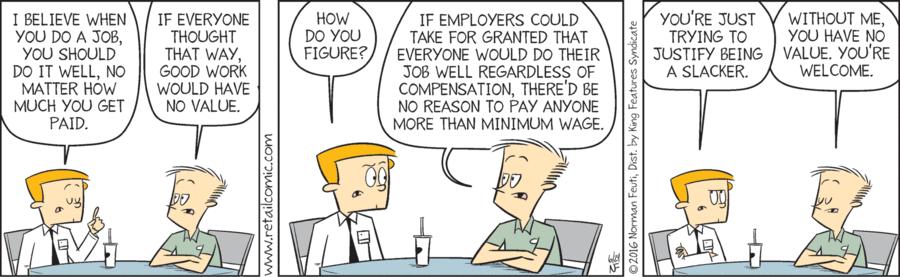 I BELIEVE WHEN
YOU DO A JOB,
YOU SHOULD
DO IT WELL, NO
MATTER HOW
MUCH YOU GET
PAID.
IF EVERYONE
THOUGHT
THAT WAY,
GOOD WORK
WOULD HAVE
NO VALUE.
www.retailcomic.com
HOW
DO YOU
FIGURE?
IF EMPLOYERS COULD
TAKE FOR GRANTED THAT
EVERYONE WOULD DO THEIR
JOB WELL REGARDLESS OF
COMPENSATION, THERE'D BE
NO REASON TO PAY ANYONE
MORE THAN MINIMUM WAGE.
© 2016 Norman Feuti, Dist. by King Features Syndicate
YOU'RE JUST
TRYING TO
JUSTIFY BEING
A SLACKER.
WITHOUT ME,
YOU HAVE NO
VALUE. YOU'RE
WELCOME.